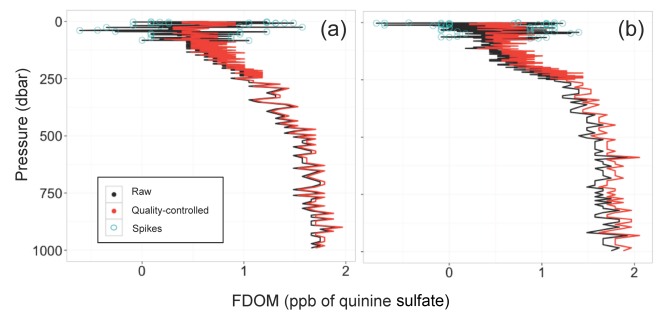 (a)
(b)
0
250
500
750
1000
Pressure (dbar)
Raw
Quality-controlled
Spikes
0
1
2
0
1
2
FDOM (ppb of quinine sulfate)